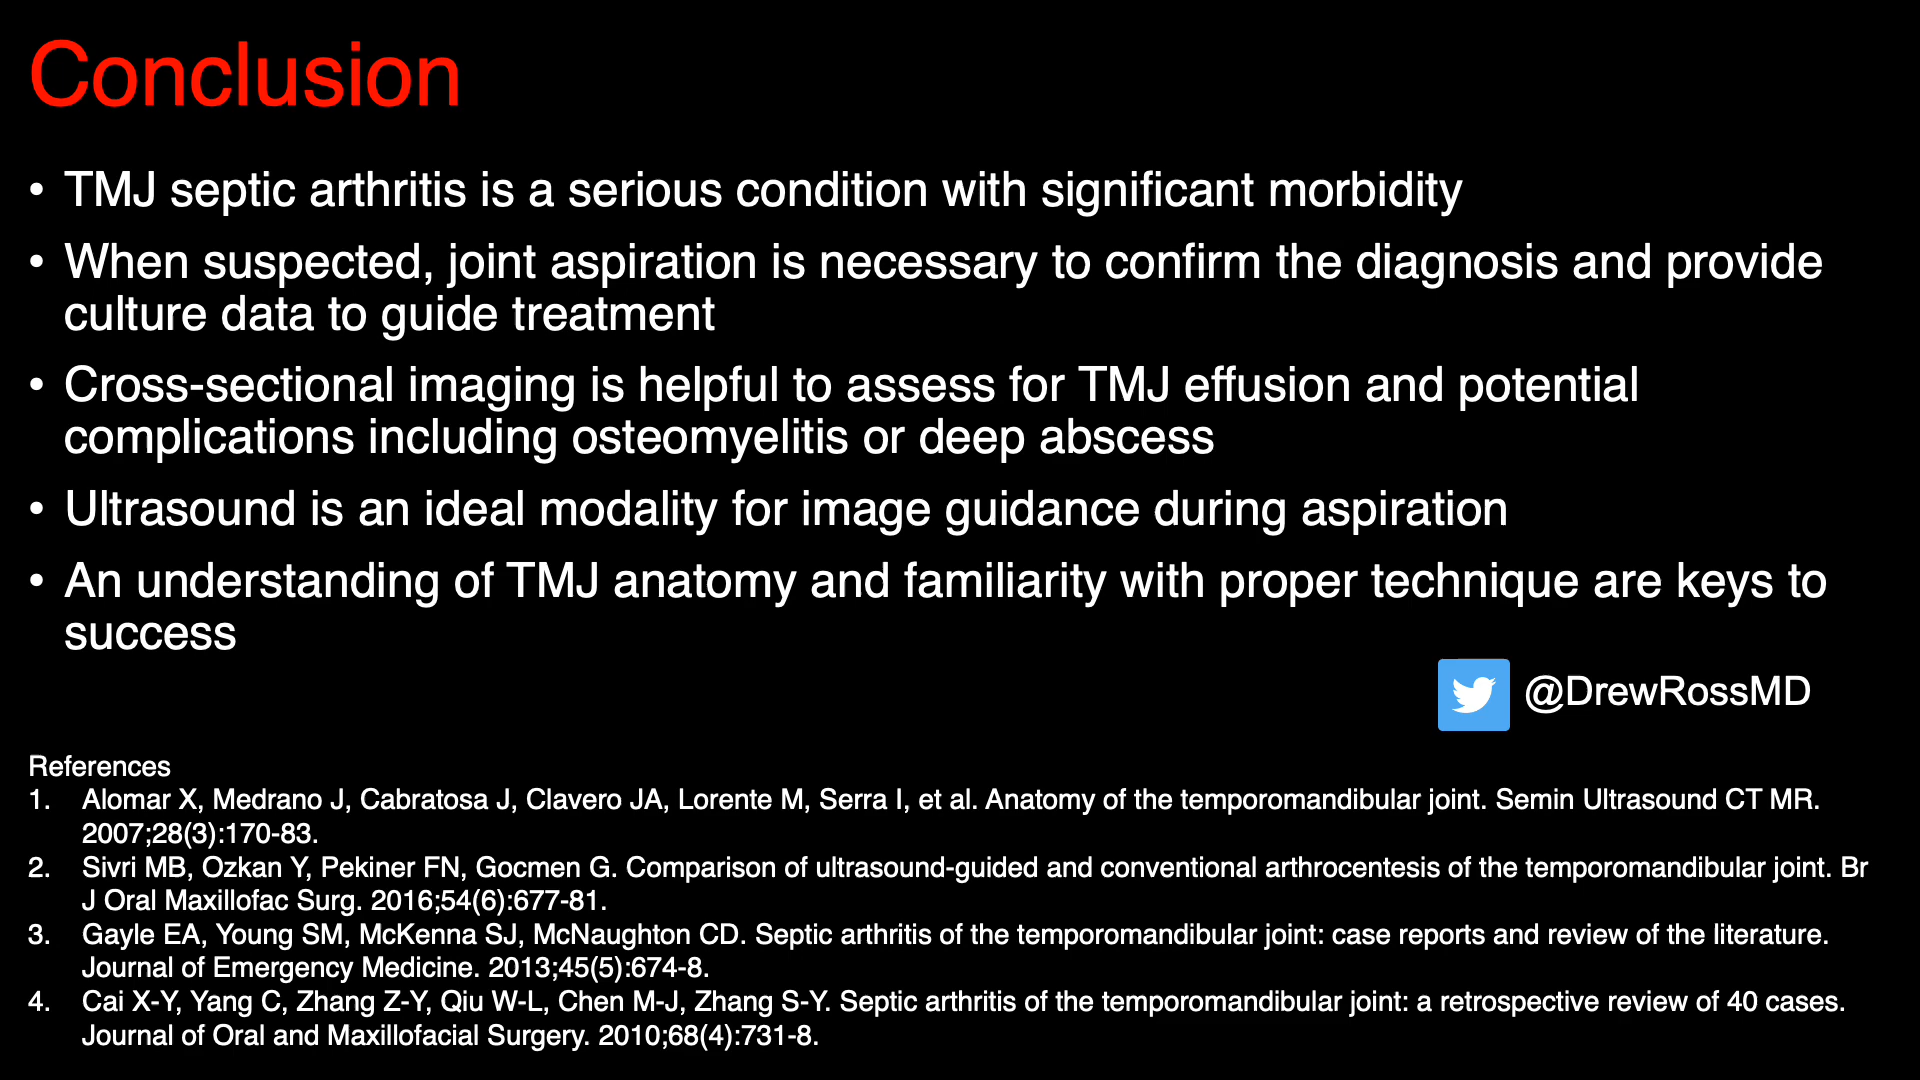 Conclusion
• TMJ septic arthritis is a serious condition with significant morbidity
• When suspected, joint aspiration is necessary to confirm the diagnosis and provide
culture data to guide treatment
• Cross-sectional imaging is helpful to assess for TMJ effusion and potential
complications including osteomyelitis or deep abscess
• Ultrasound is an ideal modality for image guidance during aspiration
• An understanding of TMJ anatomy and familiarity with proper technique are keys to
success
@DrewRossMD
References
1. Alomar X, Medrano J, Cabratosa J, Clavero JA, Lorente M, Serra I, et al. Anatomy of the temporomandibular joint. Semin Ultrasound CT MR.
2007;28(3):170-83.
2. Sivri MB, Ozkan Y, Pekiner FN, Gocmen G. Comparison of ultrasound-guided and conventional arthrocentesis of the temporomandibular joint. Br
J Oral Maxillofac Surg. 2016;54(6):677-81.
3. Gayle EA, Young SM, McKenna SJ, McNaughton CD. Septic arthritis of the temporomandibular joint: case reports and review of the literature.
Journal of Emergency Medicine. 2013;45(5):674-8.
4. Cai X-Y, Yang C, Zhang Z-Y, Qiu W-L, Chen M-J, Zhang S-Y. Septic arthritis of the temporomandibular joint: a retrospective review of 40 cases.
Journal of Oral and Maxillofacial Surgery. 2010;68(4):731-8.